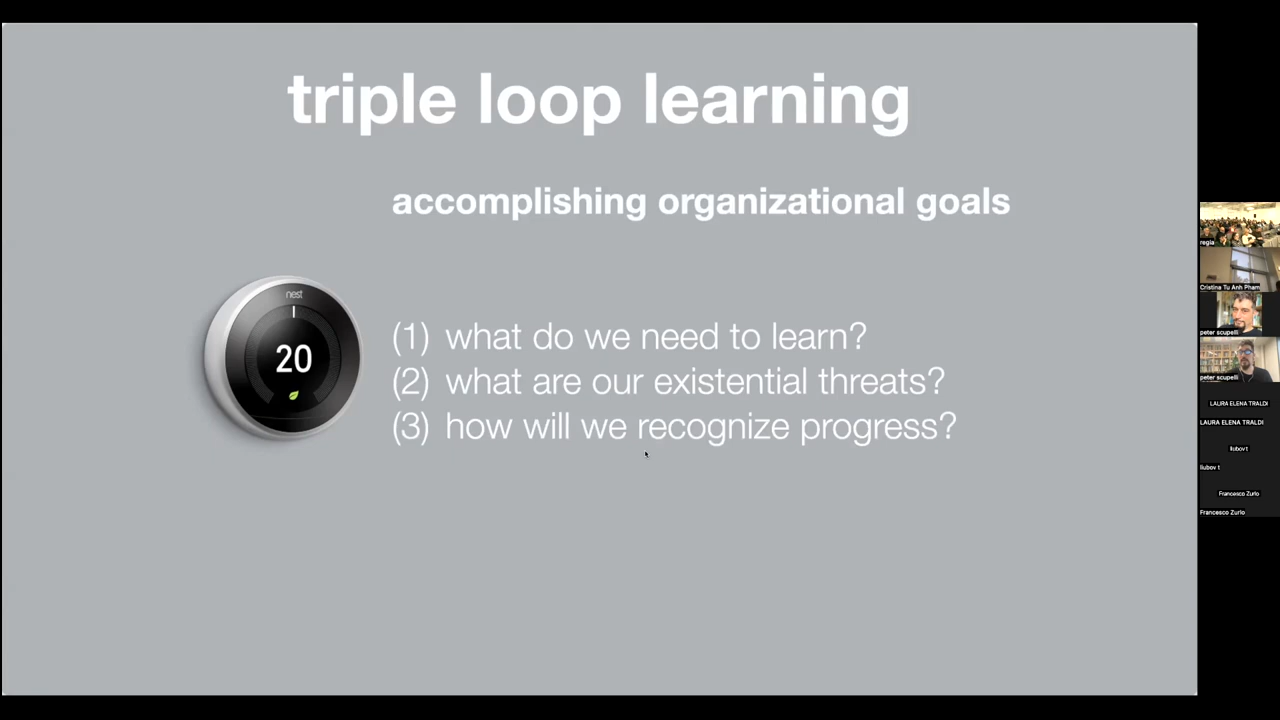 triple loop learning
accomplishing organizational goals
nest
20
(1) what do we need to learn?
(2) what are our existential threats?
(3) how will we recognize progress?
regia
Cristina Tu Anh Pham
peter scupelli
peter scupelli
LAURA ELENA TRALDI
LAURA ELENA TRALDI
liubov t
liubov t
Francesco Zurlo
Francesco Zurlo